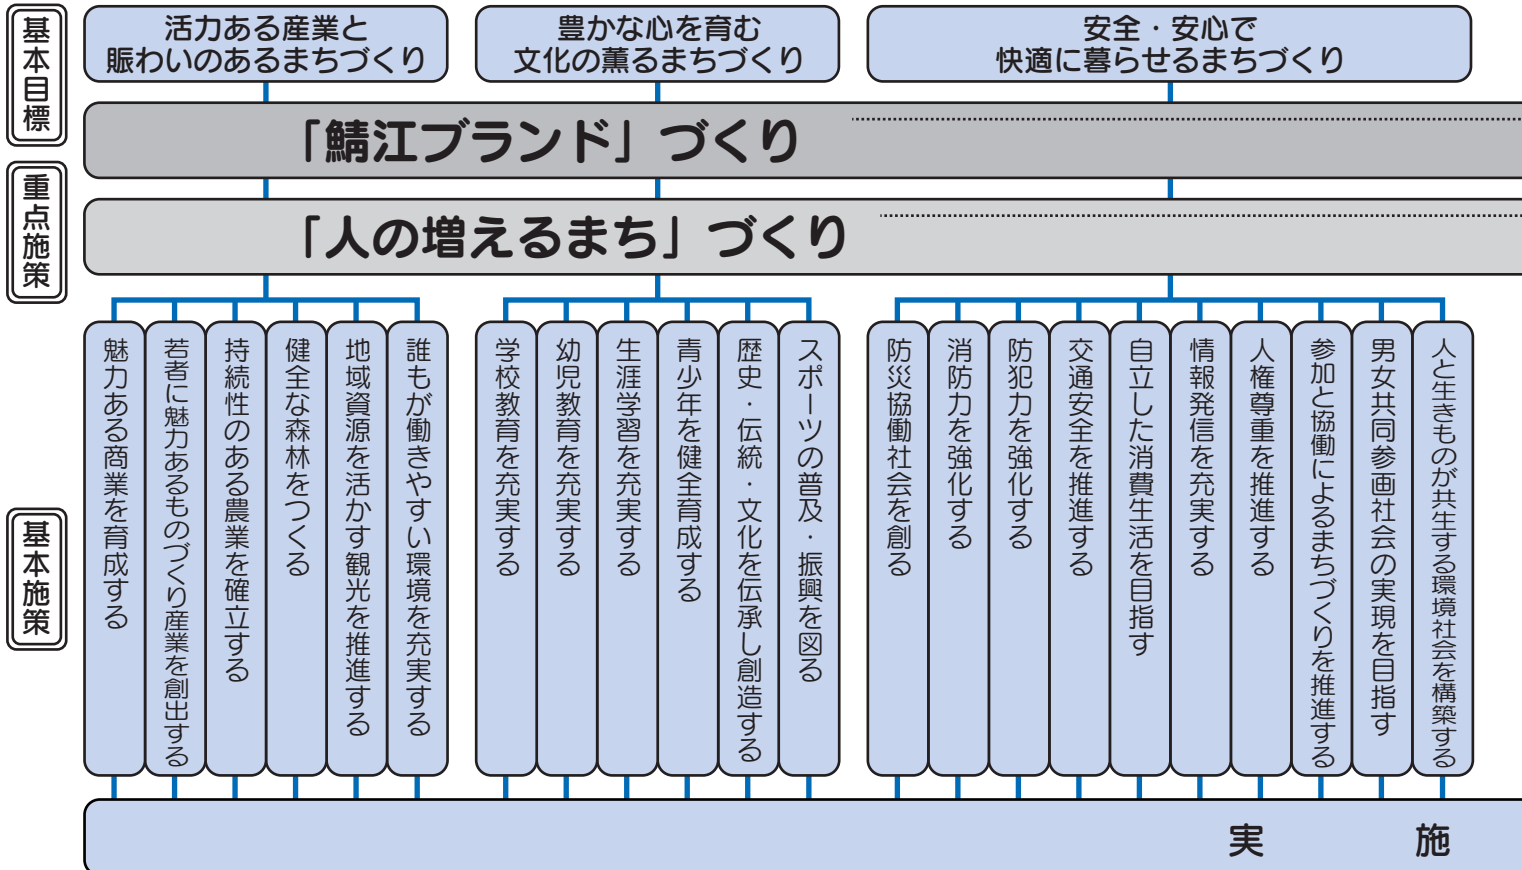 基本目標
活力ある産業と
賑わいのあるまちづくり
豊かな心を育む
文化の薫るまちづくり
安全・安心で
快適に暮らせるまちづくり
重点施策
「鯖江ブランド」づくり
「人の増えるまち」づくり
基本施策
魅力ある商業を育成する
若者に魅力あるものづくり産業を創出する
持続性のある農業を確立する
健全な森林をつくる
地域資源を活かす観光を推進する
誰もが働きやすい環境を充実する
学校教育を充実する
幼児教育を充実する
生涯学習を充実する
青少年を健全育成する
歴史・伝統・文化を伝承し創造する
スポーツの普及・振興を図る
防災協働社会を創る
消防力を強化する
防犯力を強化する
交通安全を推進する
自立した消費生活を目指す
情報発信を充実する
人権尊重を推進する
参加と協働によるまちづくりを推進する
男女共同参画社会の実現を目指す
人と生きものが共生する環境社会を構築する
実 施